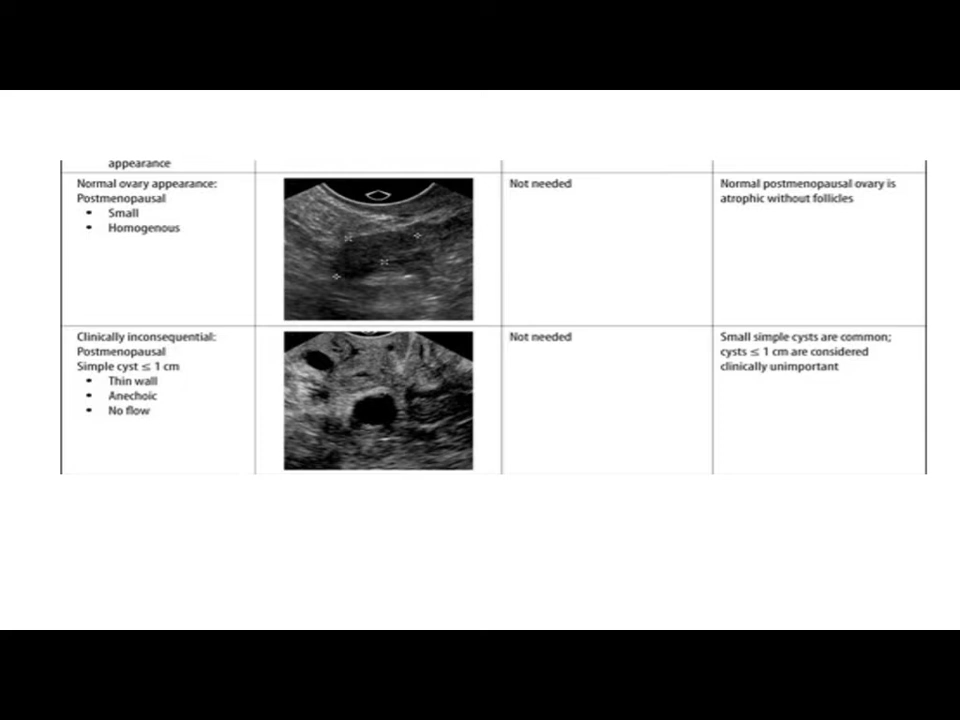 appearance
Normal ovary appearance:
Postmenopausal
• Small
• Homogenous
Not needed
Normal postmenopausal ovary is
atrophic without follicles
Clinically inconsequential:
Postmenopausal
Simple cyst ≤ 1 cm
• Thin wall
• Anechoic
• No flow
Not needed
Small simple cysts are common;
cysts ≤ 1 cm are considered
clinically unimportant